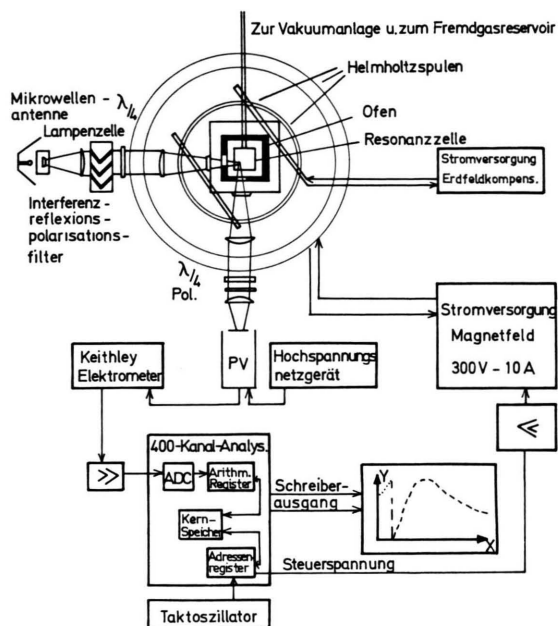 Zur Vakuumanlage u. zum Fremdgasreservoir
Helmholtzspulen
Ofen
Resonanzzelle
Mikrowellen-
antenne
Lampenzelle
λ/4
Interferenz-
reflexions-
polarisations-
filter
Stromversorgung
Erdfeldkompens.
λ/4
Pol.
Stromversorgung
Magnetfeld
300V - 10A
Keithley
Elektrometer
PV
Hochspannungs
netzgerät
400-Kanal-Analys.
ADC
Arithm.
Register
Kern-
Speicher
Adressen-
register
Schreiber-
ausgang
Y
X
Steuerspannung
Taktoszillator